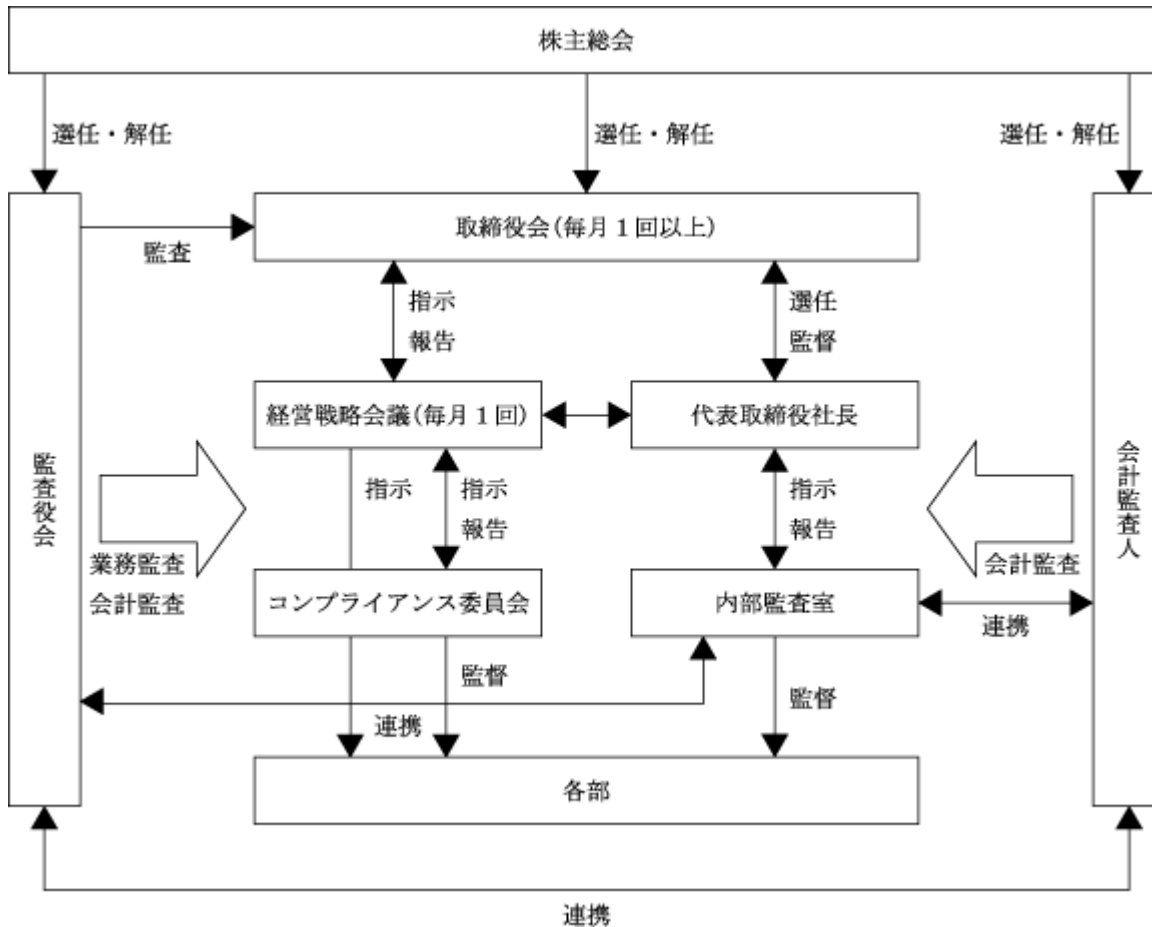 株主総会
選任・解任
選任・解任
選任・解任
取締役会(毎月1回以上)
監査
指示
報告
選任
監督
経営戦略会議(毎月1回)
代表取締役社長
監査役会
会計監査人
指示
指示
報告
指示
報告
業務監査
会計監査
会計監査
コンプライアンス委員会
内部監査室
連携
監督
監督
連携
各部
連携